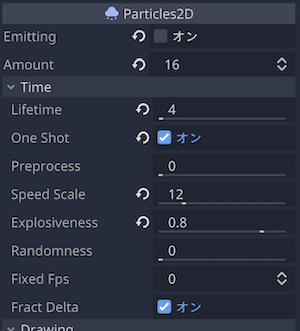 Particles2D
Emitting オン
Amount 16
Time
Lifetime 4
One Shot オン
Preprocess 0
Speed Scale 12
Explosiveness 0.8
Randomness 0
Fixed Fps 0
Fract Delta オン
Drawing